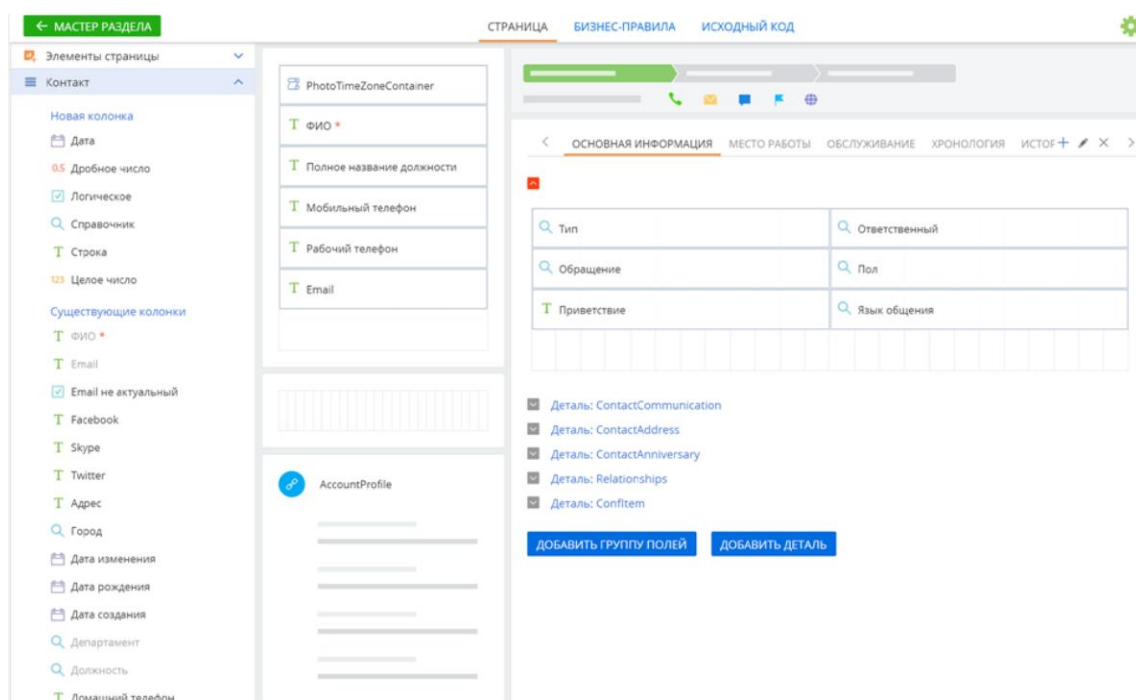 ← МАСТЕР РАЗДЕЛА
СТРАНИЦА БИЗНЕС-ПРАВИЛА ИСХОДНЫЙ КОД
Элементы страницы
Контакт
Новая колонка
Дата
0.5 Дробное число
Логическое
Справочник
T Строка
123 Целое число
Существующие колонки
T ФИО *
T Email
Email не актуальный
T Facebook
T Skype
T Twitter
T Адрес
Город
Дата изменения
Дата рождения
Дата создания
Департамент
Должность
T Домашний телефон
PhotoTimeZoneContainer
T ФИО *
T Полное название должности
T Мобильный телефон
T Рабочий телефон
T Email
AccountProfile
ОСНОВНАЯ ИНФОРМАЦИЯ МЕСТО РАБОТЫ ОБСЛУЖИВАНИЕ ХРОНОЛОГИЯ ИСТОР
Тип Ответственный
Обращение Пол
T Приветствие Язык общения
Деталь: ContactCommunication
Деталь: ContactAddress
Деталь: ContactAnniversary
Деталь: Relationships
Деталь: ConfItem
ДОБАВИТЬ ГРУППУ ПОЛЕЙ ДОБАВИТЬ ДЕТАЛЬ